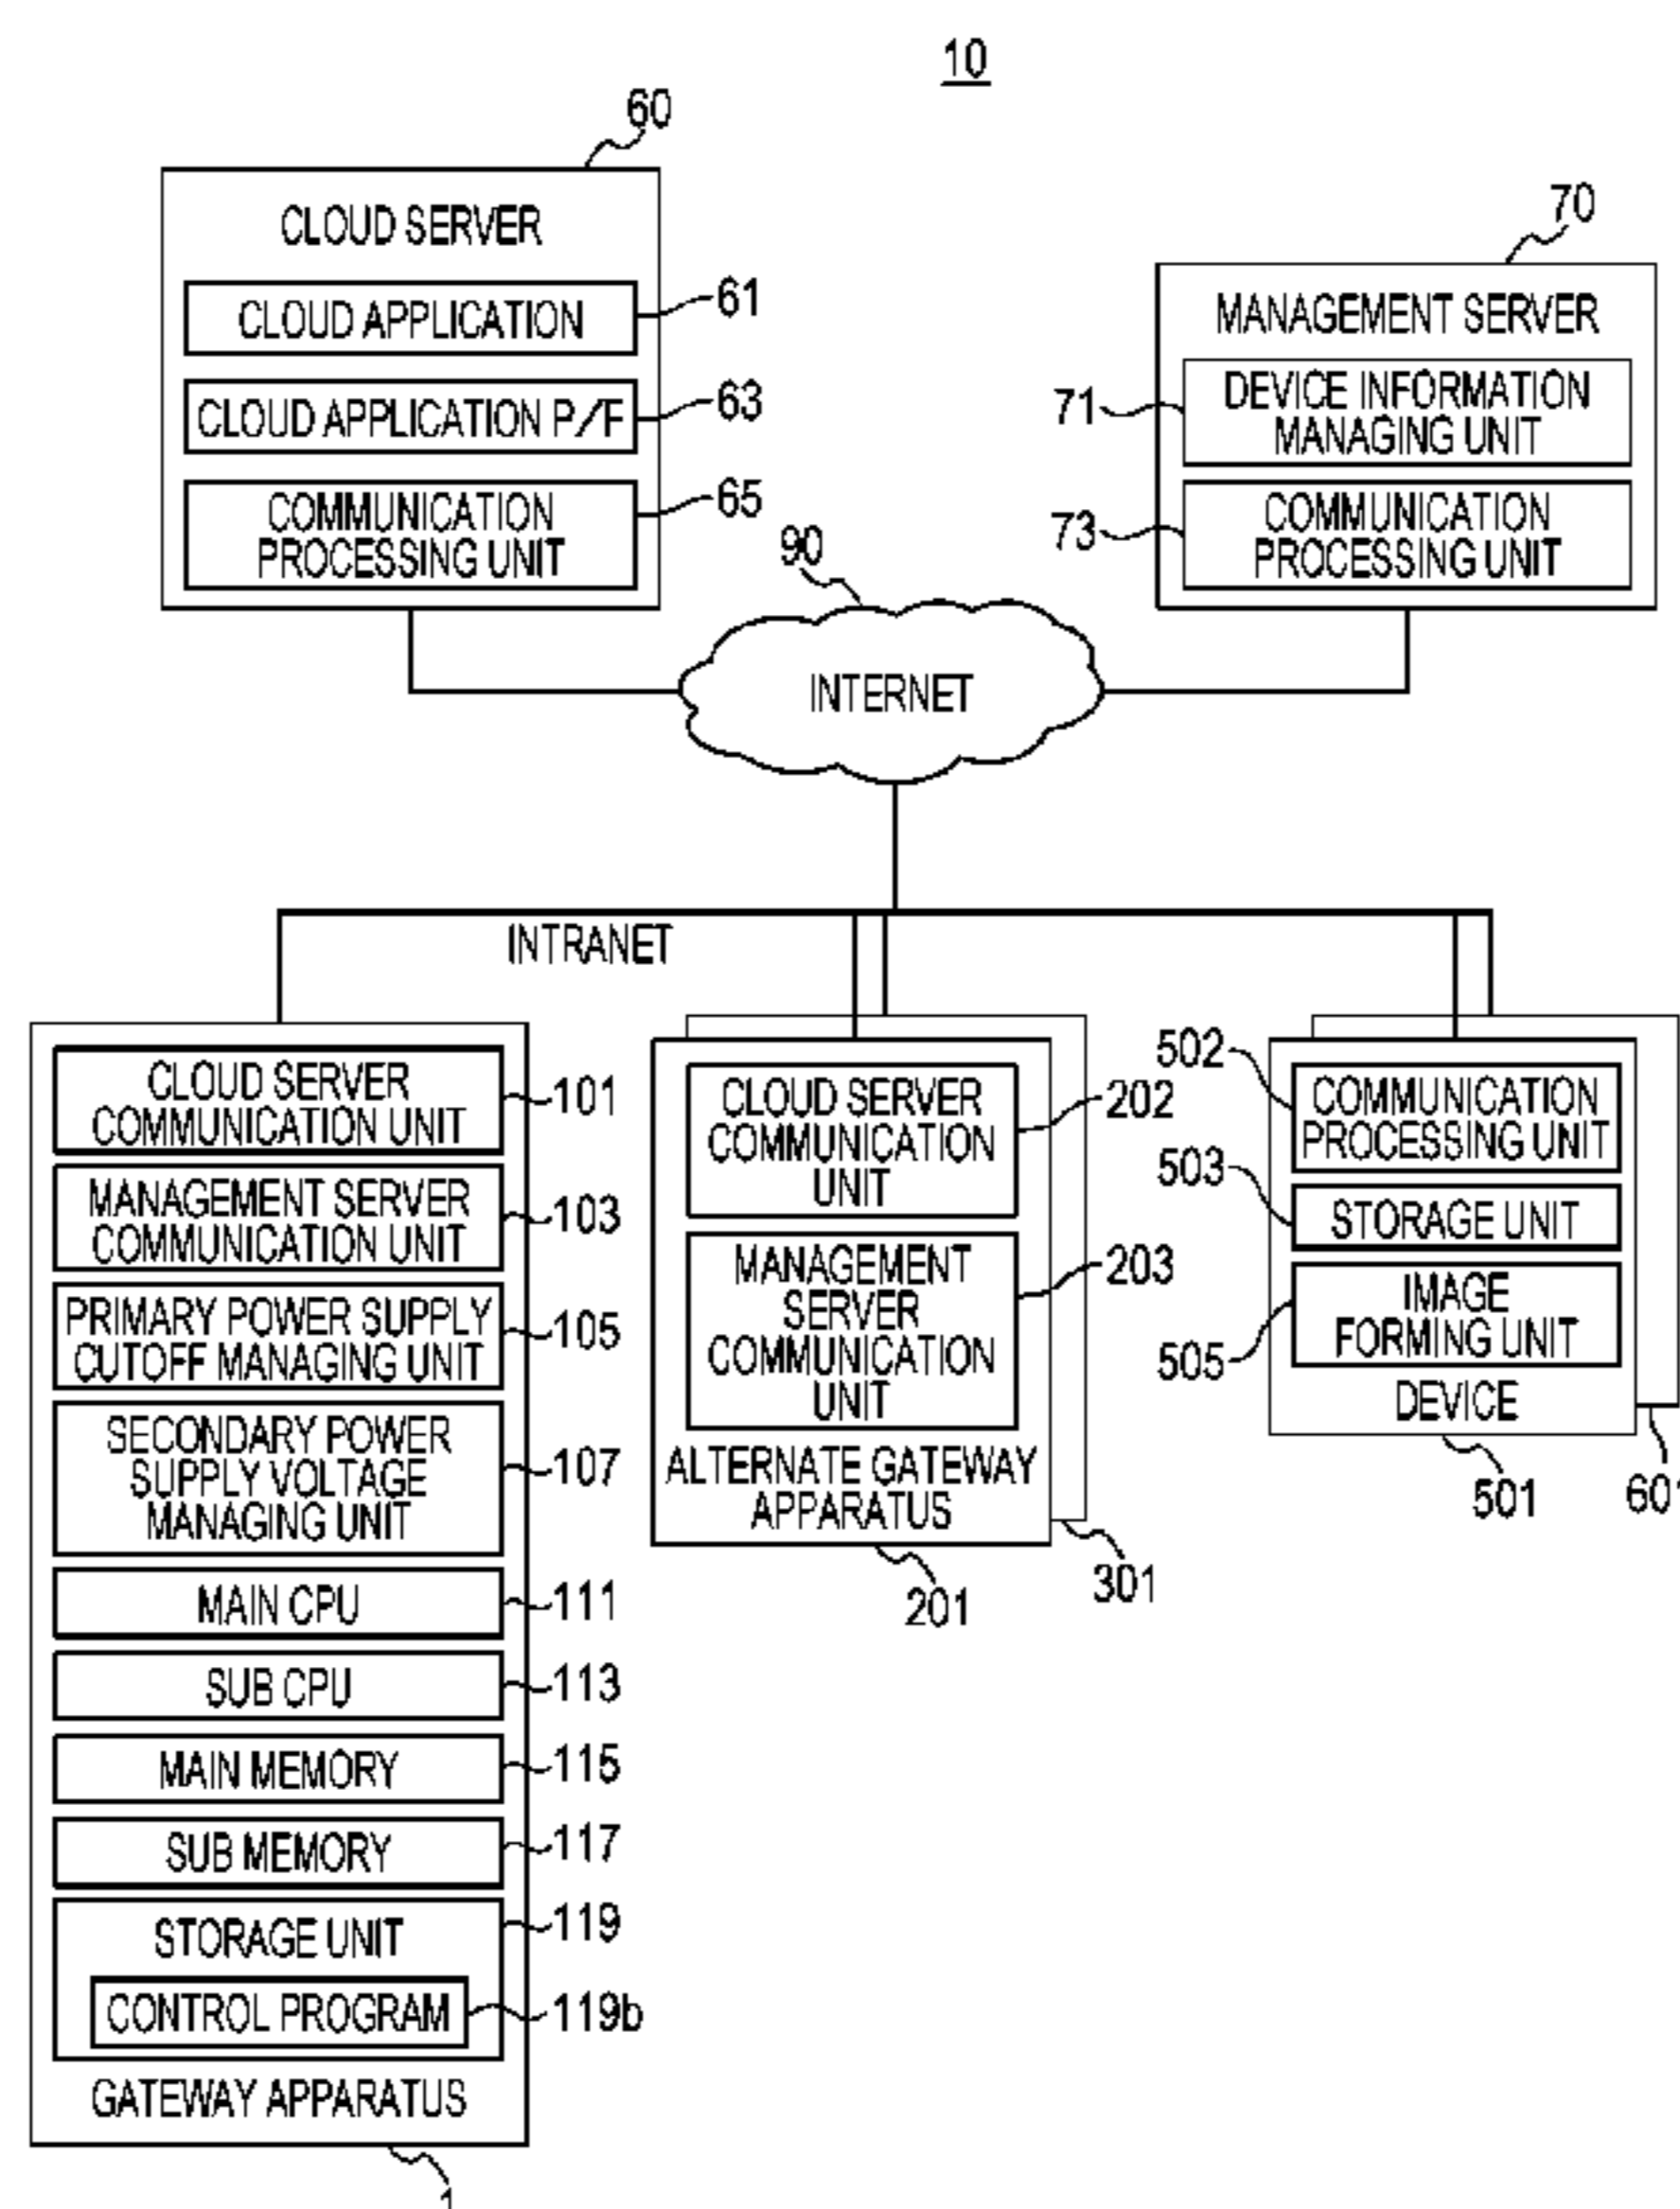 10
60
CLOUD SERVER
CLOUD APPLICATION
61
CLOUD APPLICATION P/F
63
COMMUNICATION
PROCESSING UNIT
65
70
MANAGEMENT SERVER
71
DEVICE INFORMATION
MANAGING UNIT
73
COMMUNICATION
PROCESSING UNIT
90
INTERNET
INTRANET
CLOUD SERVER
COMMUNICATION UNIT
101
MANAGEMENT SERVER
COMMUNICATION UNIT
103
PRIMARY POWER SUPPLY
CUTOFF MANAGING UNIT
105
SECONDARY POWER
SUPPLY VOLTAGE
MANAGING UNIT
107
MAIN CPU
111
SUB CPU
113
MAIN MEMORY
115
SUB MEMORY
117
STORAGE UNIT
119
CONTROL PROGRAM
119b
GATEWAY APPARATUS
1
CLOUD SERVER
COMMUNICATION
UNIT
202
MANAGEMENT
SERVER
COMMUNICATION
UNIT
203
ALTERNATE GATEWAY
APPARATUS
201
301
502
COMMUNICATION
PROCESSING UNIT
503
STORAGE UNIT
505
IMAGE
FORMING UNIT
DEVICE
501
601